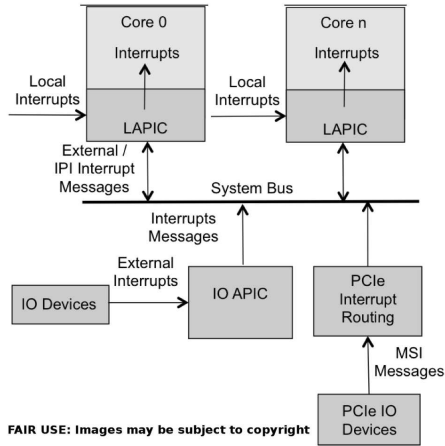 Core 0
Interrupts
Local
Interrupts
LAPIC
Core n
Interrupts
Local
Interrupts
LAPIC
External /
IPI Interrupt
Messages
System Bus
Interrupts
Messages
External
Interrupts
IO Devices
IO APIC
PCIe
Interrupt
Routing
MSI
Messages
PCIe IO
Devices
FAIR USE: Images may be subject to copyright